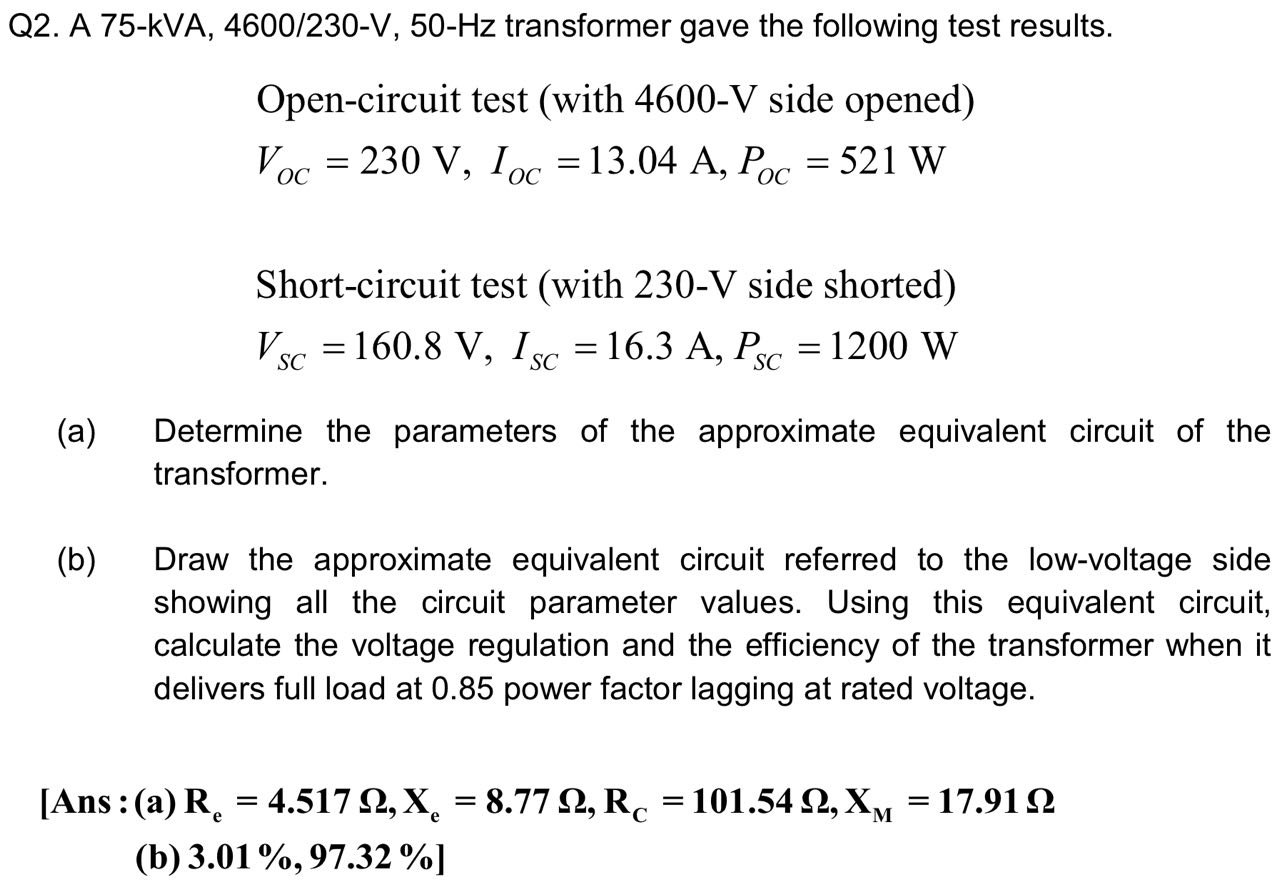 Q2. A 75-kVA, 4600/230-V, 50-Hz transformer gave the following test results.
Open-circuit test (with 4600-V side opened)
V_OC = 230 V, I_OC = 13.04 A, P_OC = 521 W
Short-circuit test (with 230-V side shorted)
V_SC = 160.8 V, I_SC = 16.3 A, P_SC = 1200 W
(a) Determine the parameters of the approximate equivalent circuit of the
transformer.
(b) Draw the approximate equivalent circuit referred to the low-voltage side
showing all the circuit parameter values. Using this equivalent circuit,
calculate the voltage regulation and the efficiency of the transformer when it
delivers full load at 0.85 power factor lagging at rated voltage.
[Ans : (a) R_e = 4.517 Ω, X_e = 8.77 Ω, R_C = 101.54 Ω, X_M = 17.91 Ω
(b) 3.01 %, 97.32 %]